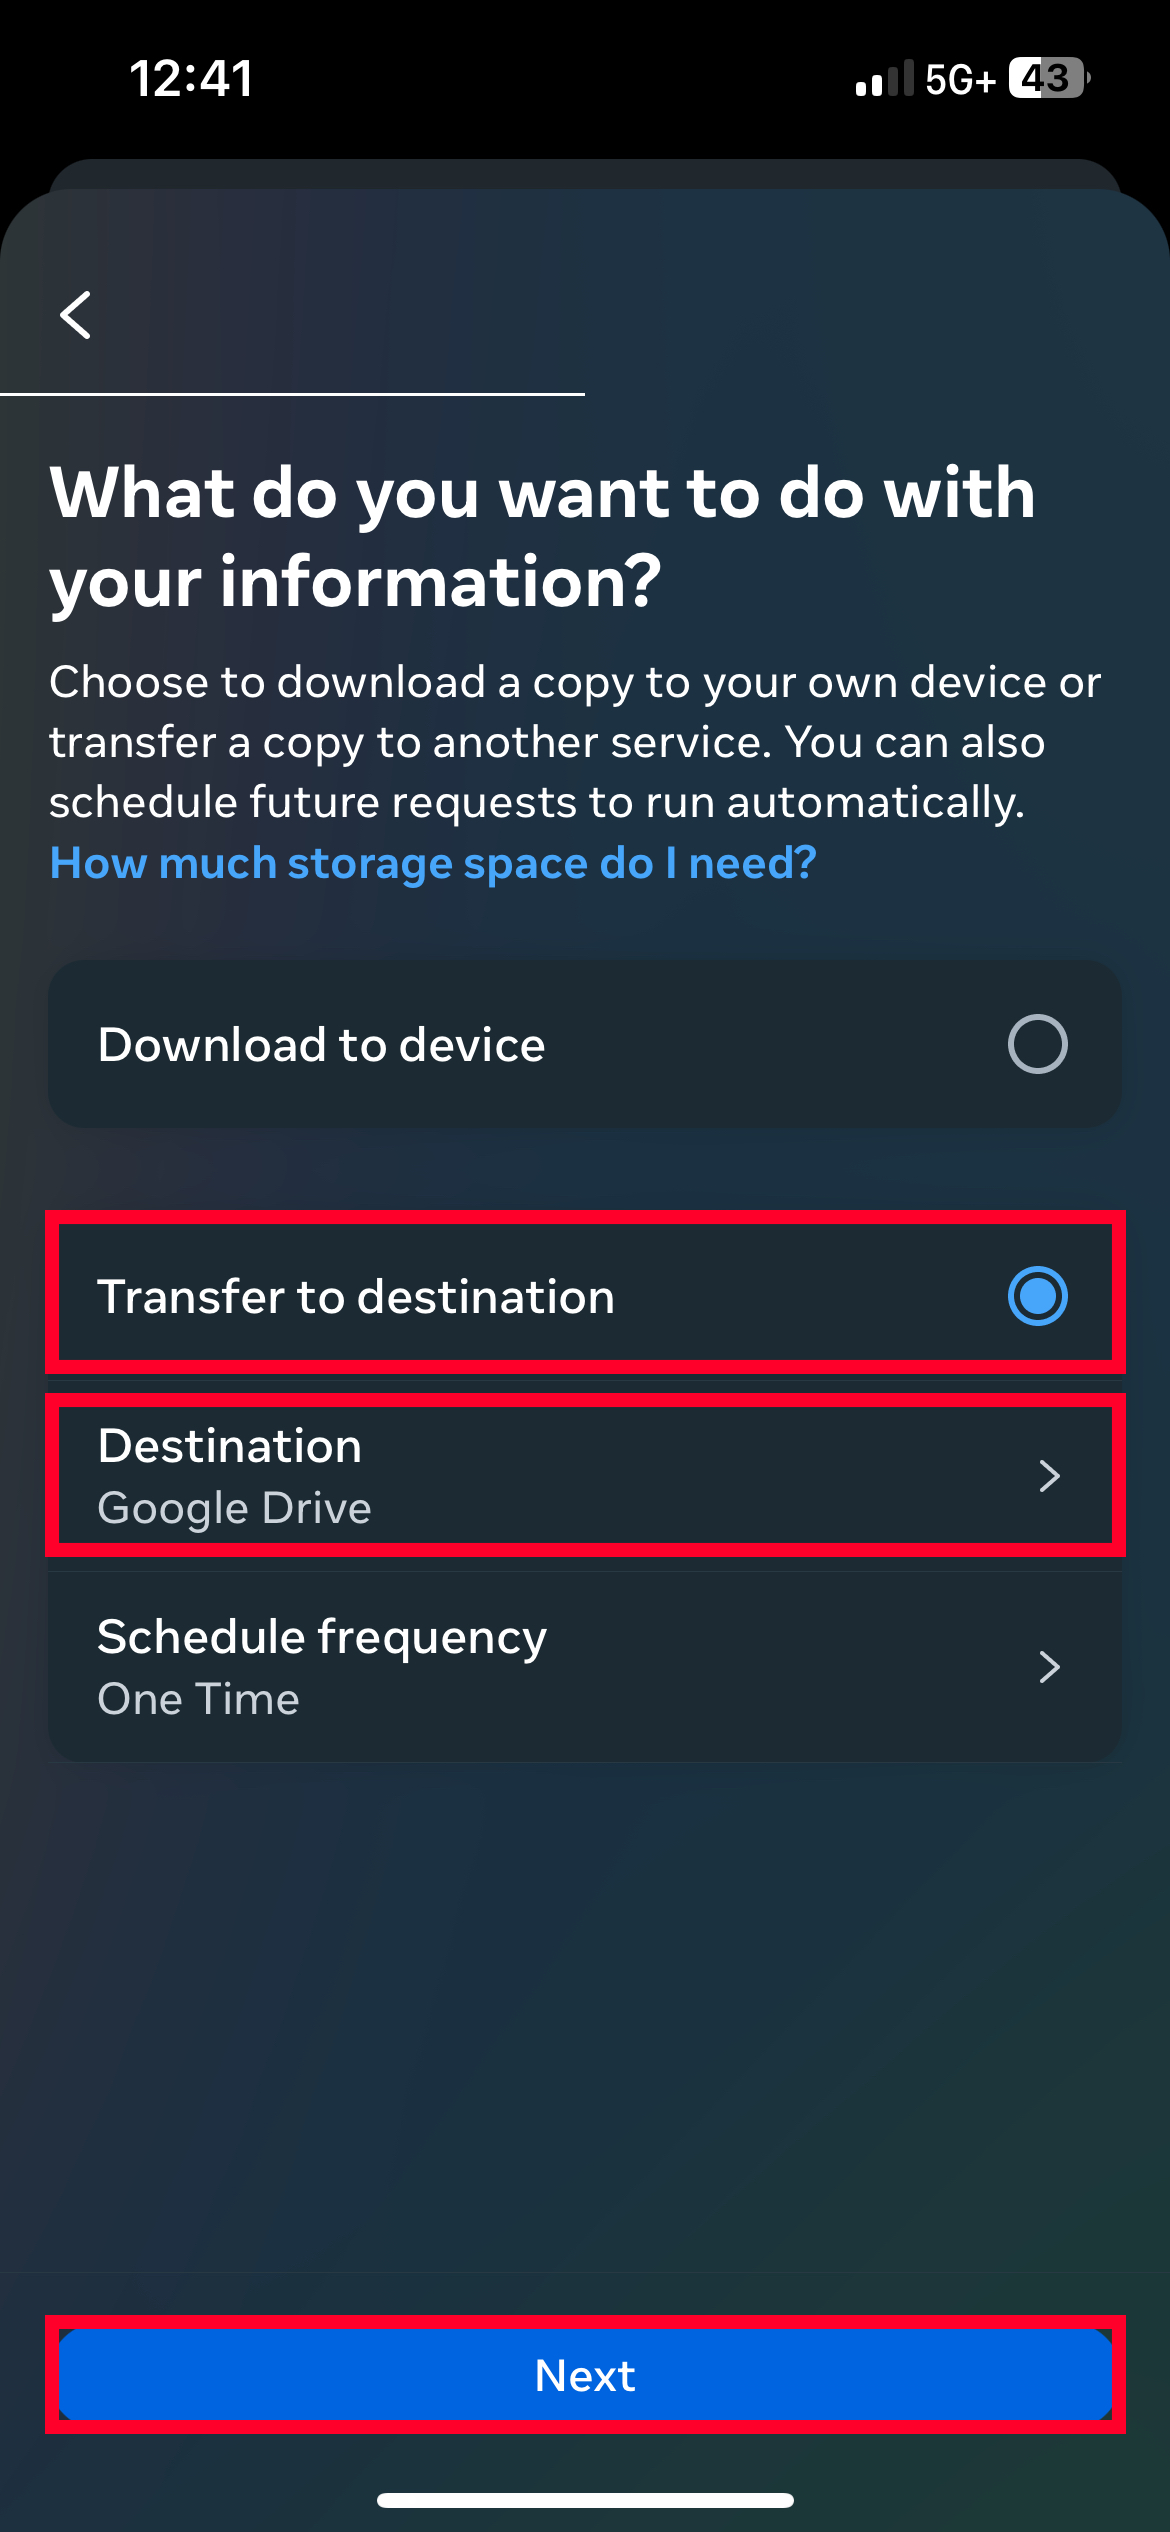 12:41
5G+ 43
What do you want to do with
your information?
Choose to download a copy to your own device or
transfer a copy to another service. You can also
schedule future requests to run automatically.
How much storage space do I need?
Download to device
Transfer to destination
Destination
Google Drive
Schedule frequency
One Time
Next